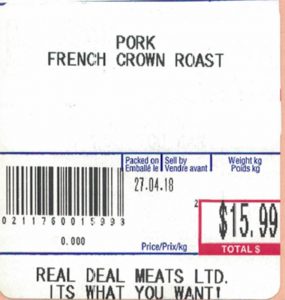 PORK
FRENCH CROWN ROAST
Packed on Sell by Weight kg
Emballé le Vendre avant Poids kg
27.04.18
0211760015993
0.000
Price/Prix/kg
$15.99
TOTAL $
REAL DEAL MEATS LTD.
ITS WHAT YOU WANT!